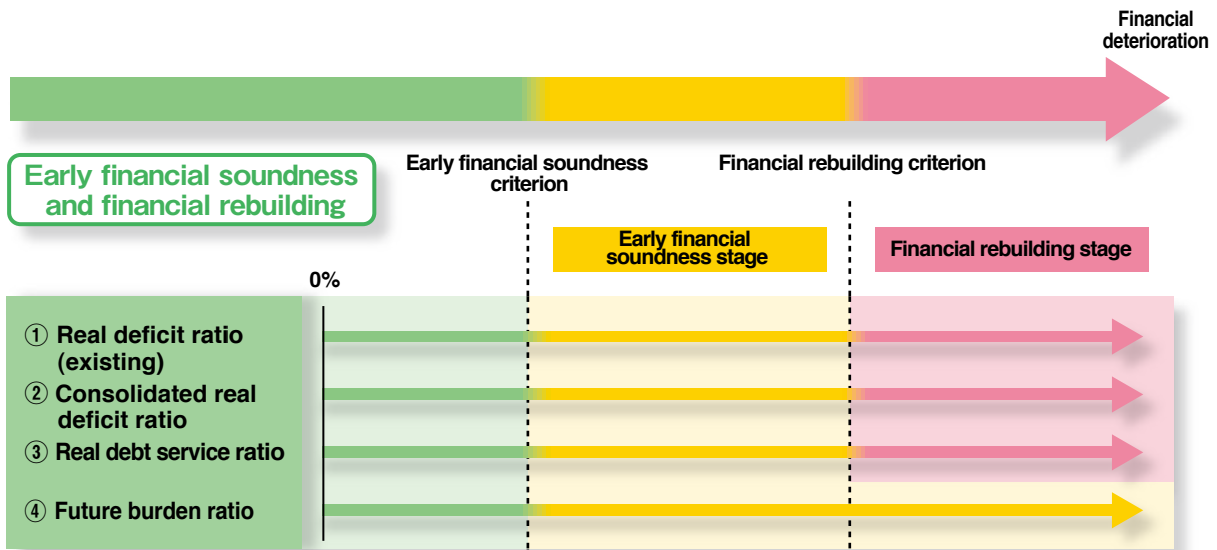 Financial
deterioration
Early financial soundness
and financial rebuilding
Early financial soundness
criterion
Financial rebuilding criterion
Early financial
soundness stage
Financial rebuilding stage
0%
① Real deficit ratio
(existing)
② Consolidated real
deficit ratio
③ Real debt service ratio
④ Future burden ratio